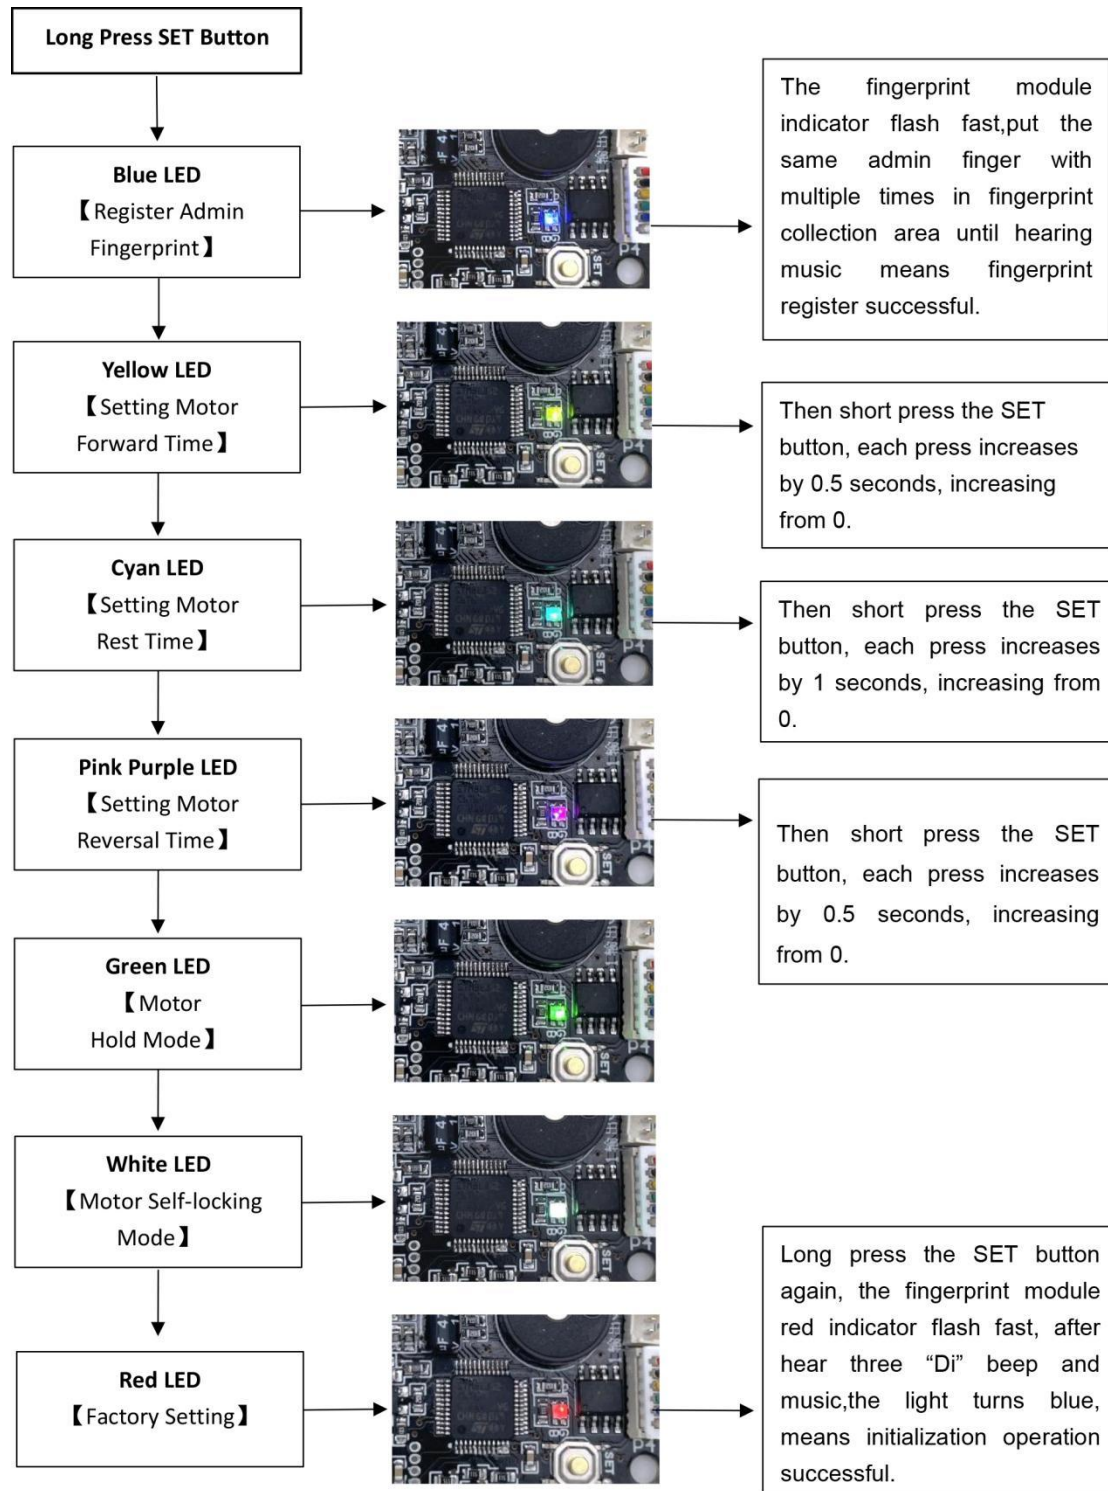 Long Press SET Button
Blue LED
【Register Admin
Fingerprint】
The fingerprint module
indicator flash fast,put the
same admin finger with
multiple times in fingerprint
collection area until hearing
music means fingerprint
register successful.
SET
Yellow LED
【Setting Motor
Forward Time】
SET
Then short press the SET
button, each press increases
by 0.5 seconds, increasing
from 0.
Cyan LED
【Setting Motor
Rest Time】
SET
Then short press the SET
button, each press increases
by 1 seconds, increasing from
0.
Pink Purple LED
【Setting Motor
Reversal Time】
SET
Then short press the SET
button, each press increases
by 0.5 seconds, increasing
from 0.
Green LED
【Motor
Hold Mode】
SET
White LED
【Motor Self-locking
Mode】
SET
Red LED
【Factory Setting】
SET
Long press the SET button
again, the fingerprint module
red indicator flash fast, after
hear three “Di” beep and
music,the light turns blue,
means initialization operation
successful.